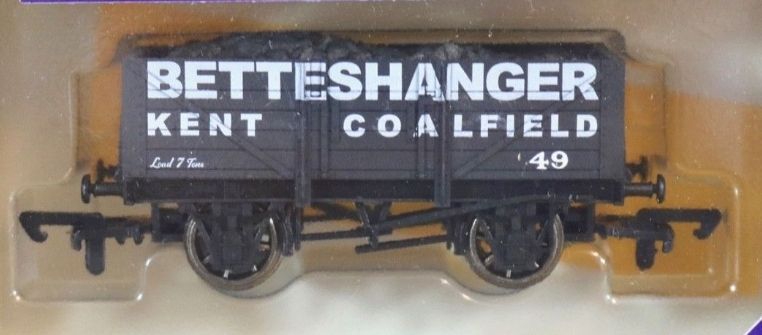 BETTESHANGER
KENT COALFIELD
Load 7 Tons
49